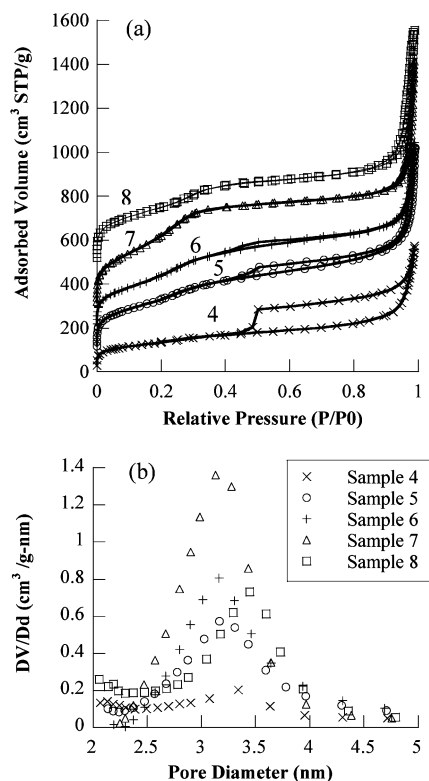 (a)
1600
1400
1200
1000
800
600
400
200
0
Adsorbed Volume (cm³ STP/g)
8
7
6
5
4
0 0.2 0.4 0.6 0.8 1
Relative Pressure (P/P0)
(b)
1.4
1.2
1
0.8
0.6
0.4
0.2
0
DV/Dd (cm³ /g-nm)
Sample 4
Sample 5
Sample 6
Sample 7
Sample 8
2 2.5 3 3.5 4 4.5 5
Pore Diameter (nm)